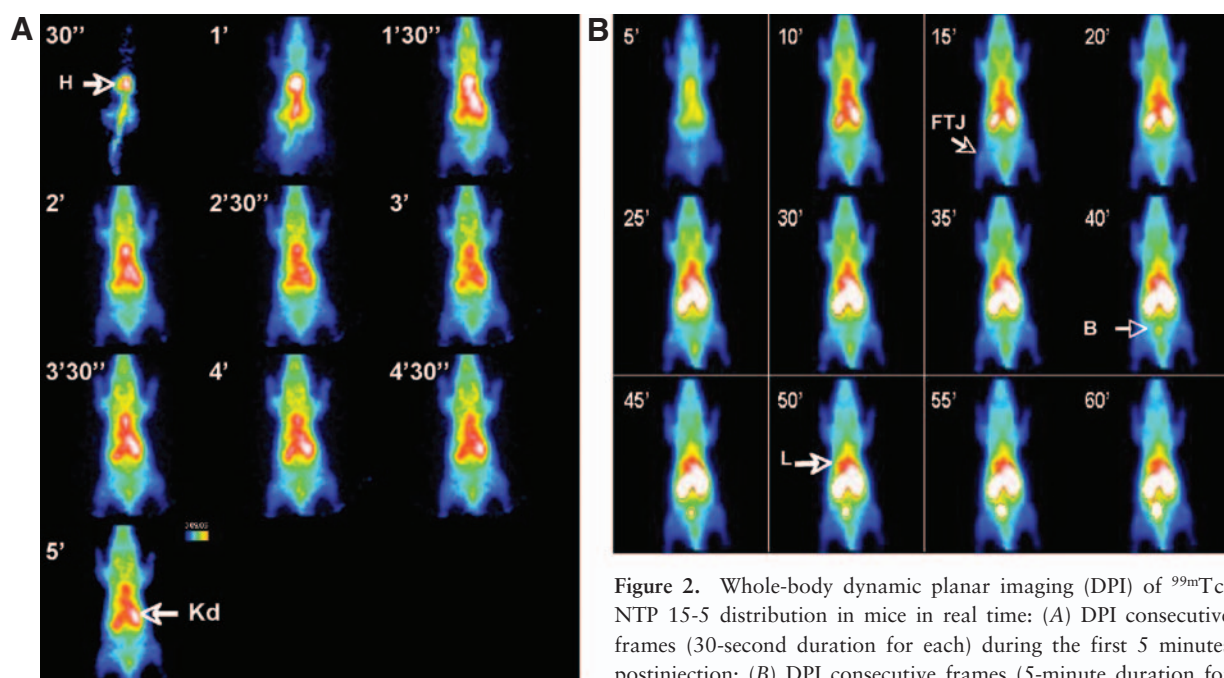 A
30'' 1' 1'30''
H
2' 2'30'' 3'
3'30'' 4' 4'30''
5'
Kd
B
5' 10' 15' 20'
FTJ
25' 30' 35' 40'
B
45' 50' 55' 60'
L
Figure 2. Whole-body dynamic planar imaging (DPI) of ⁹⁹ᵐTc
NTP 15-5 distribution in mice in real time: (A) DPI consecutive
frames (30-second duration for each) during the first 5 minutes
postinjection; (B) DPI consecutive frames (5-minute duration for